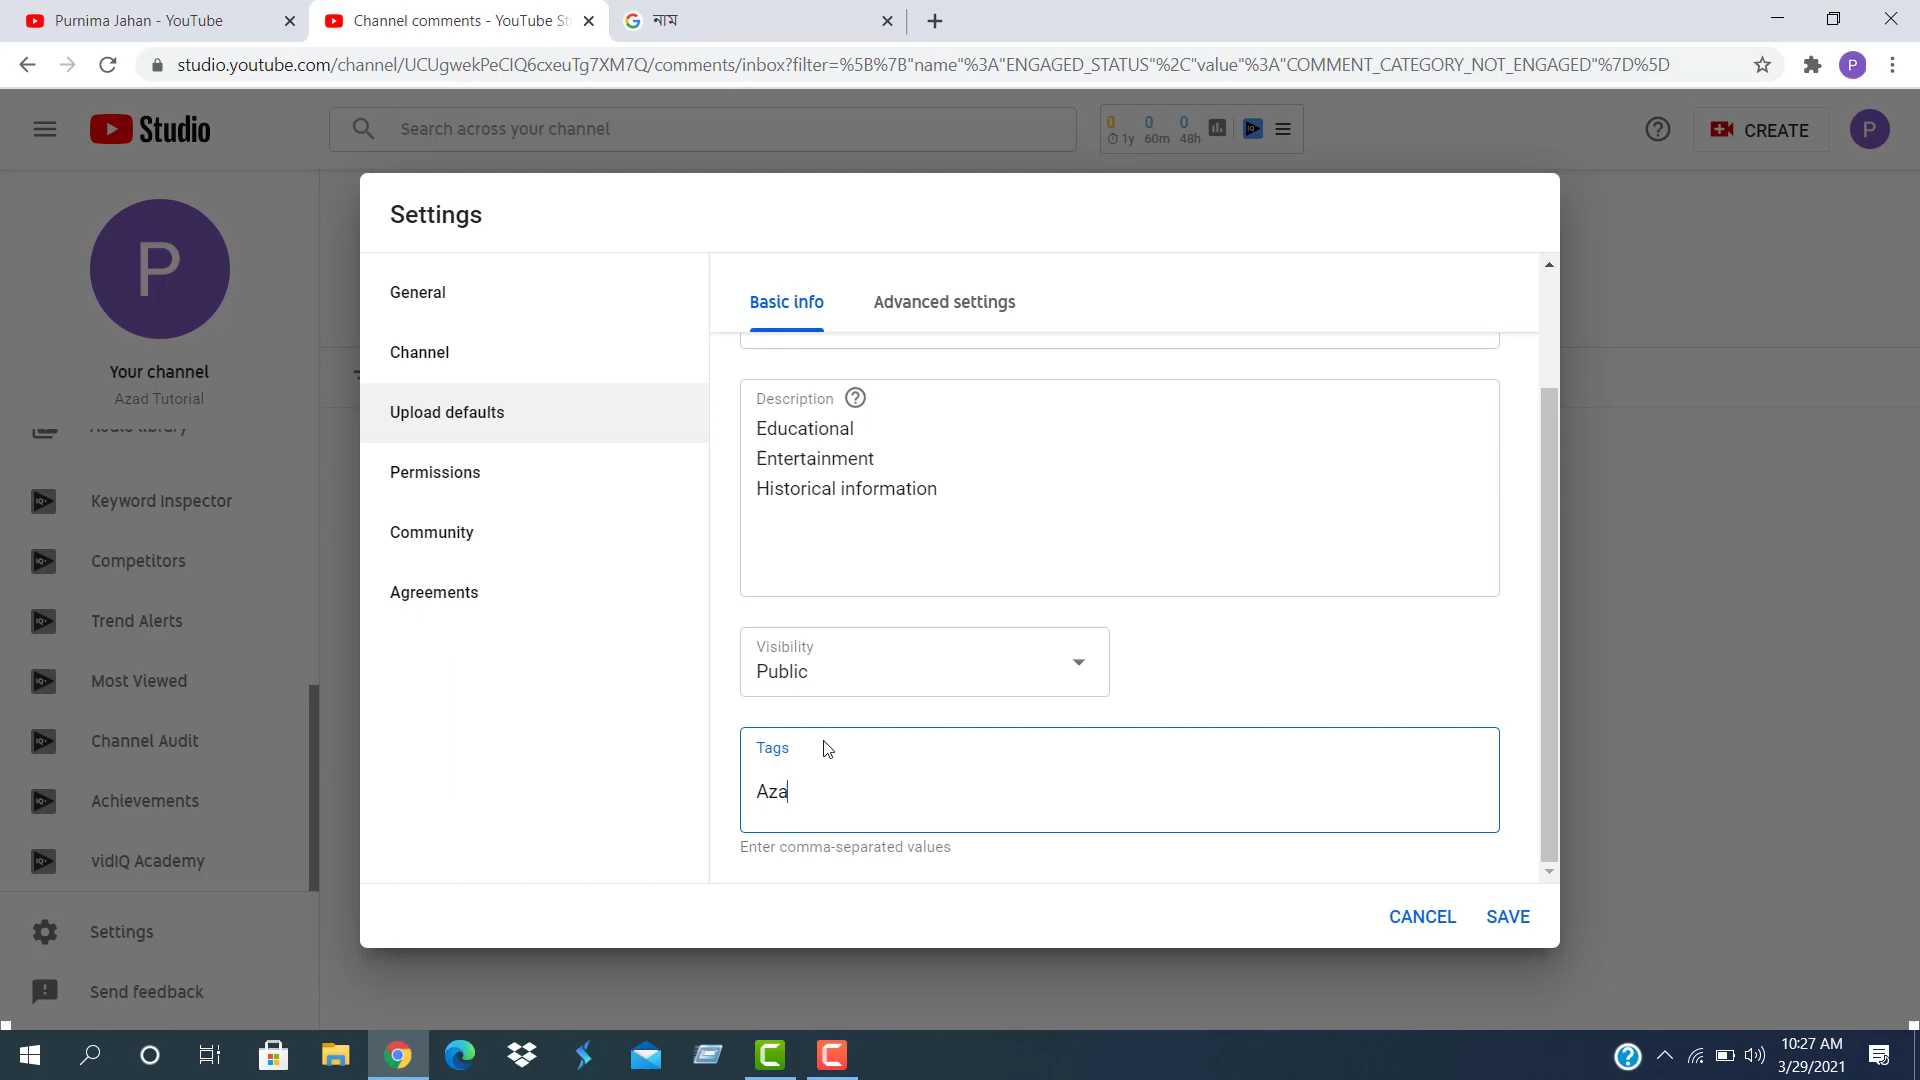 Purnima Jahan - YouTube
Channel comments - YouTube St
নাম
studio.youtube.com/channel/UCUgwekPeCIQ6cxeuTg7XM7Q/comments/inbox?filter=%5B%7B"name"%3A"ENGAGED_STATUS"%2C"value"%3A"COMMENT_CATEGORY_NOT_ENGAGED"%7D%5D
P
Studio
Search across your channel
0 0 0
1y 60m 48h
CREATE
P
P
Your channel
Azad Tutorial
Audio library
Keyword Inspector
Competitors
Trend Alerts
Most Viewed
Channel Audit
Achievements
vidIQ Academy
Settings
Send feedback
Settings
General
Channel
Upload defaults
Permissions
Community
Agreements
Basic info
Advanced settings
Description
Educational
Entertainment
Historical information
Visibility
Public
Tags
Aza
Enter comma-separated values
CANCEL
SAVE
10:27 AM
3/29/2021